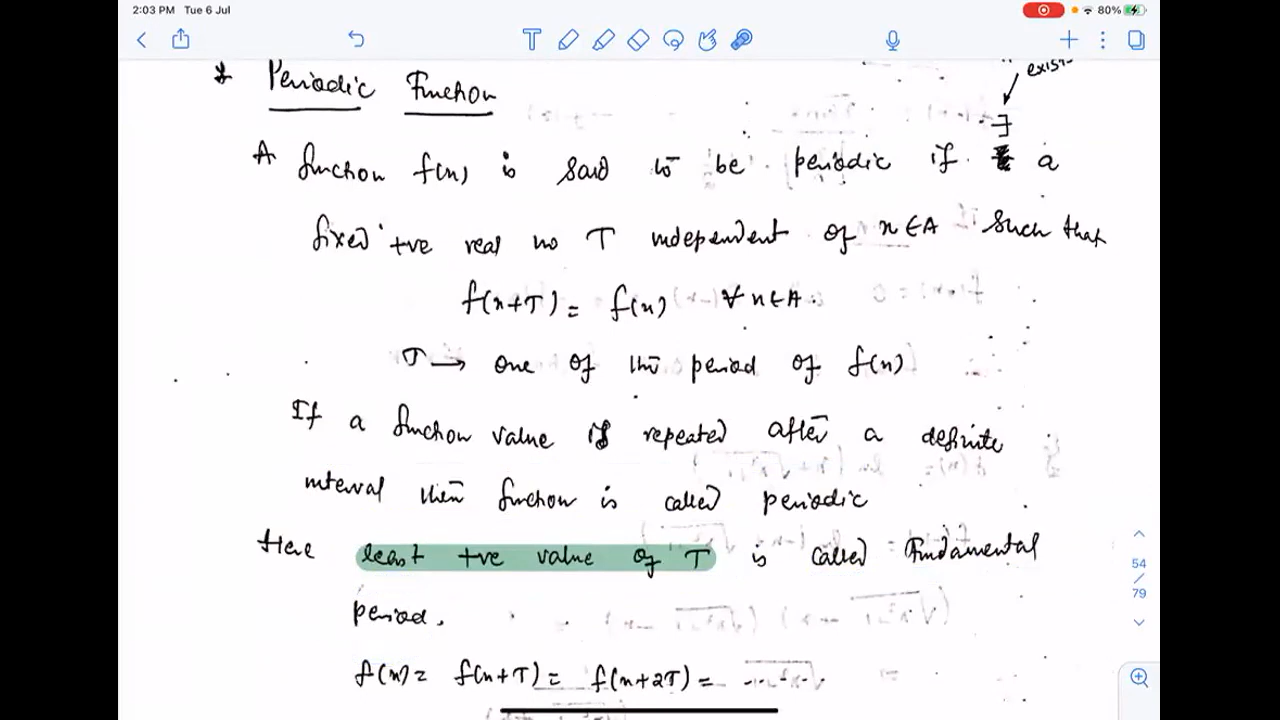 2:03 PM Tue 6 Jul
80%
Periodic Function
exist
∃
A function f(x) is said to be periodic if a
fixed +ve real no T independent of x∈A such that
f(x+T) = f(x) ∀ x∈A.
T → one of the period of f(x)
If a function value is repeated after a definite
interval then function is called periodic
Here least +ve value of T is called Fundamental
period.
f(x) = f(x+T) = f(x+2T) = ......
54
/
79